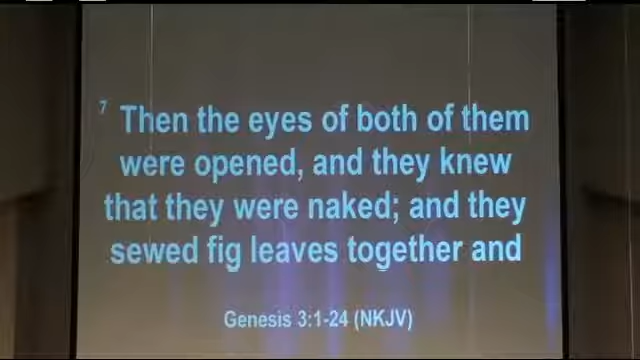 7 Then the eyes of both of them
were opened, and they knew
that they were naked; and they
sewed fig leaves together and
Genesis 3:1-24 (NKJV)